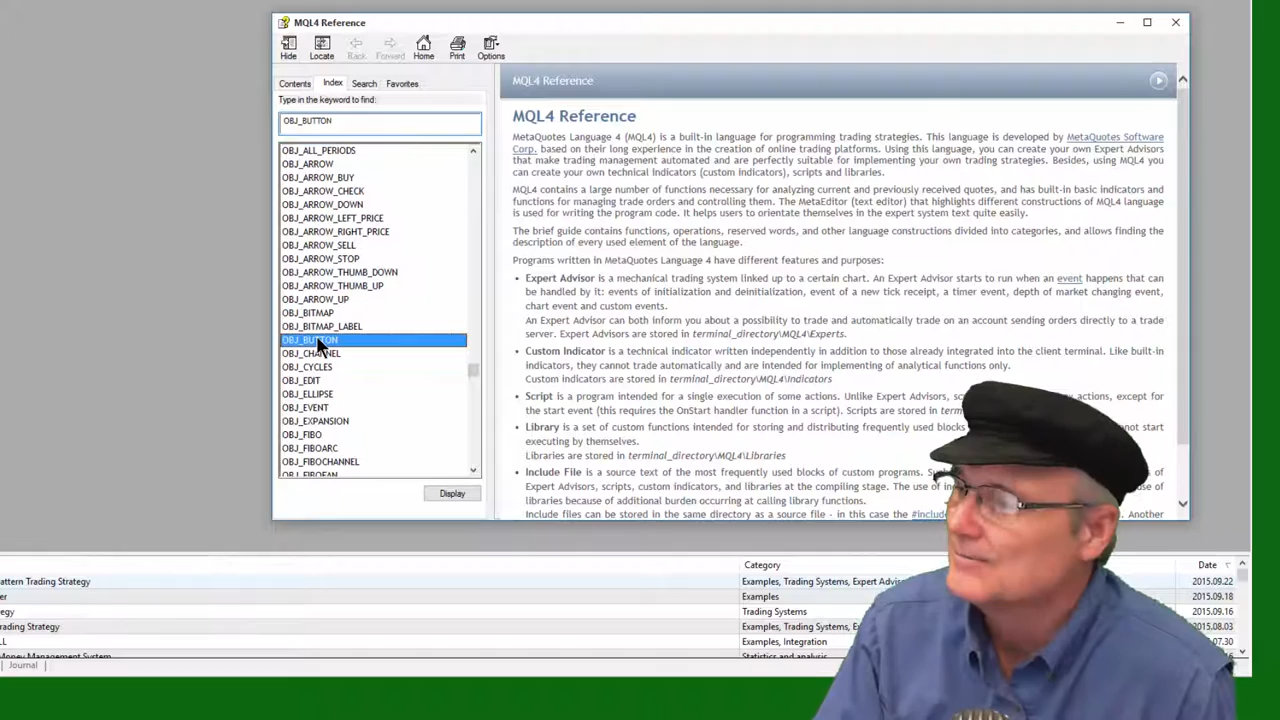 MQL4 Reference
Hide Locate Back Forward Home Print Options
Contents Index Search Favorites
Type in the keyword to find:
OBJ_BUTTON
OBJ_ALL_PERIODS
OBJ_ARROW
OBJ_ARROW_BUY
OBJ_ARROW_CHECK
OBJ_ARROW_DOWN
OBJ_ARROW_LEFT_PRICE
OBJ_ARROW_RIGHT_PRICE
OBJ_ARROW_SELL
OBJ_ARROW_STOP
OBJ_ARROW_THUMB_DOWN
OBJ_ARROW_THUMB_UP
OBJ_ARROW_UP
OBJ_BITMAP
OBJ_BITMAP_LABEL
OBJ_BUTTON
OBJ_CHANNEL
OBJ_CYCLES
OBJ_EDIT
OBJ_ELLIPSE
OBJ_EVENT
OBJ_EXPANSION
OBJ_FIBO
OBJ_FIBOARC
OBJ_FIBOCHANNEL
OBJ_FIBOFAN
Display
MQL4 Reference
MQL4 Reference
MetaQuotes Language 4 (MQL4) is a built-in language for programming trading strategies. This language is developed by MetaQuotes Software
Corp. based on their long experience in the creation of online trading platforms. Using this language, you can create your own Expert Advisors
that make trading management automated and are perfectly suitable for implementing your own trading strategies. Besides, using MQL4 you
can create your own technical indicators (custom indicators), scripts and libraries.
MQL4 contains a large number of functions necessary for analyzing current and previously received quotes, and has built-in basic indicators and
functions for managing trade orders and controlling them. The MetaEditor (text editor) that highlights different constructions of MQL4 language
is used for writing the program code. It helps users to orientate themselves in the expert system text quite easily.
The brief guide contains functions, operations, reserved words, and other language constructions divided into categories, and allows finding the
description of every used element of the language.
Programs written in MetaQuotes Language 4 have different features and purposes:
• Expert Advisor is a mechanical trading system linked up to a certain chart. An Expert Advisor starts to run when an event happens that can
be handled by it: events of initialization and deinitialization, event of a new tick receipt, a timer event, depth of market changing event,
chart event and custom events.
An Expert Advisor can both inform you about a possibility to trade and automatically trade on an account sending orders directly to a trade
server. Expert Advisors are stored in terminal_directory\MQL4\Experts.
• Custom Indicator is a technical indicator written independently in addition to those already integrated into the client terminal. Like built-in
indicators, they cannot trade automatically and are intended for implementing of analytical functions only.
Custom indicators are stored in terminal_directory\MQL4\Indicators
• Script is a program intended for a single execution of some actions. Unlike Expert Advisors, actions, except for
the start event (this requires the OnStart handler function in a script). Scripts are stored in
• Library is a set of custom functions intended for storing and distributing frequently used blocks cannot start
executing by themselves.
Libraries are stored in terminal_directory\MQL4\Libraries
• Include File is a source text of the most frequently used blocks of custom programs.
Expert Advisors, scripts, custom indicators, and libraries at the compiling stage. The use of
libraries because of additional burden occurring at calling library functions.
Include files can be stored in the same directory as a source file - in this case the #include Another
Category Date
attern Trading Strategy Examples, Trading Systems, Expert 2015.09.22
er Examples 2015.09.18
egy Trading Systems 2015.09.16
rading Strategy Examples, Trading Systems, 2015.08.03
LL Examples, Integration 07.30
Money Management System Statistics and analysis
Journal